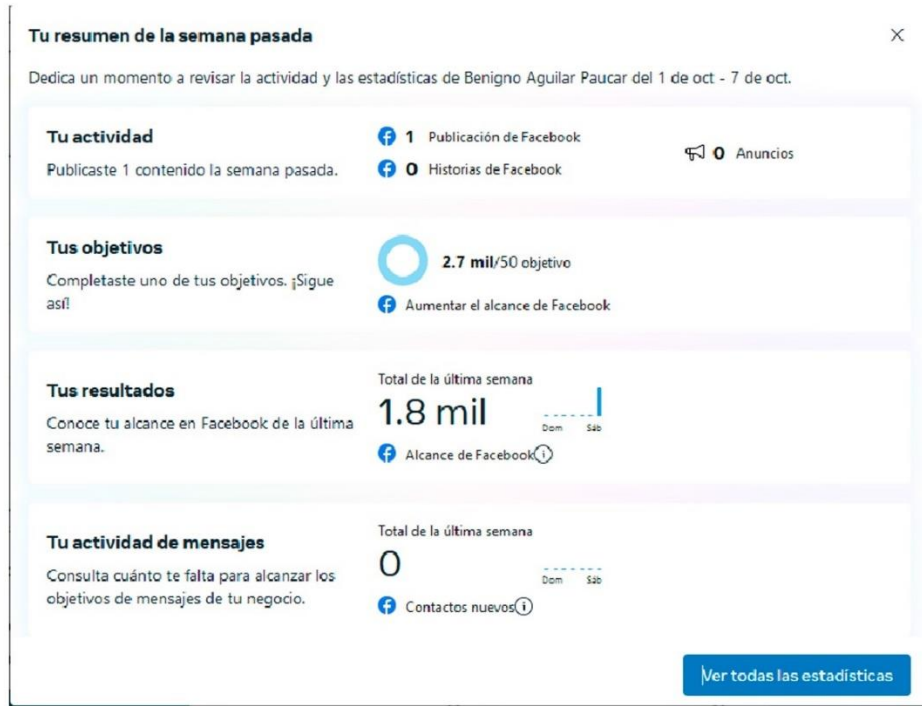 Tu resumen de la semana pasada
Dedica un momento a revisar la actividad y las estadísticas de Benigno Aguilar Paucar del 1 de oct - 7 de oct.
Tu actividad
Publicaste 1 contenido la semana pasada.
1 Publicación de Facebook
0 Historias de Facebook
0 Anuncios
Tus objetivos
Completaste uno de tus objetivos. ¡Sigue
así!
2.7 mil/50 objetivo
Aumentar el alcance de Facebook
Tus resultados
Conoce tu alcance en Facebook de la última
semana.
Total de la última semana
1.8 mil
Dom Sáb
Alcance de Facebook
Tu actividad de mensajes
Consulta cuánto te falta para alcanzar los
objetivos de mensajes de tu negocio.
Total de la última semana
0
Dom Sáb
Contactos nuevos
Ver todas las estadísticas